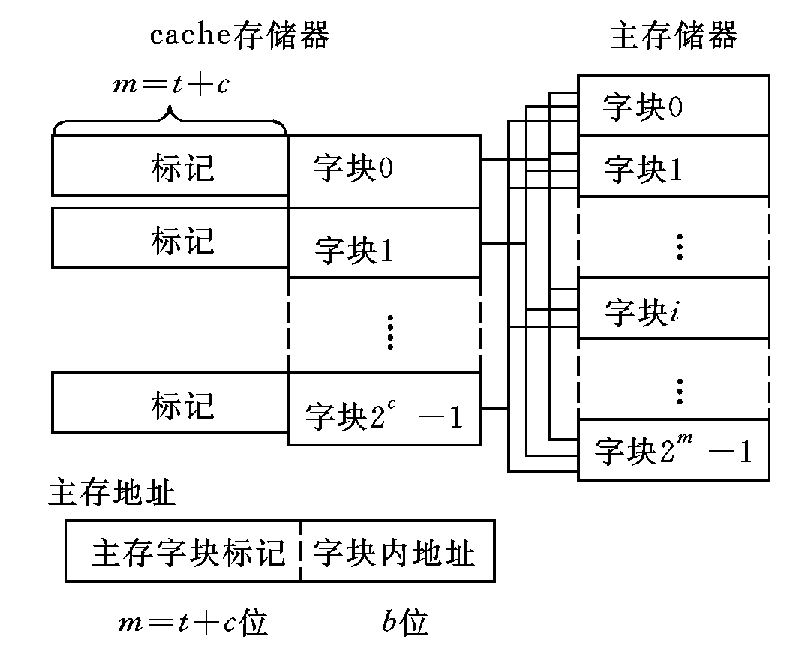 cache存储器
主存储器
m=t+c
标记
字块0
标记
字块1
⋮
标记
字块2^c −1
字块0
字块1
⋮
字块i
⋮
字块2^m −1
主存地址
主存字块标记
字块内地址
m=t+c位
b位